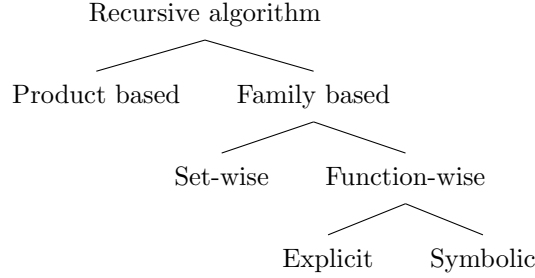 Recursive algorithm
Product based Family based
Set-wise Function-wise
Explicit Symbolic